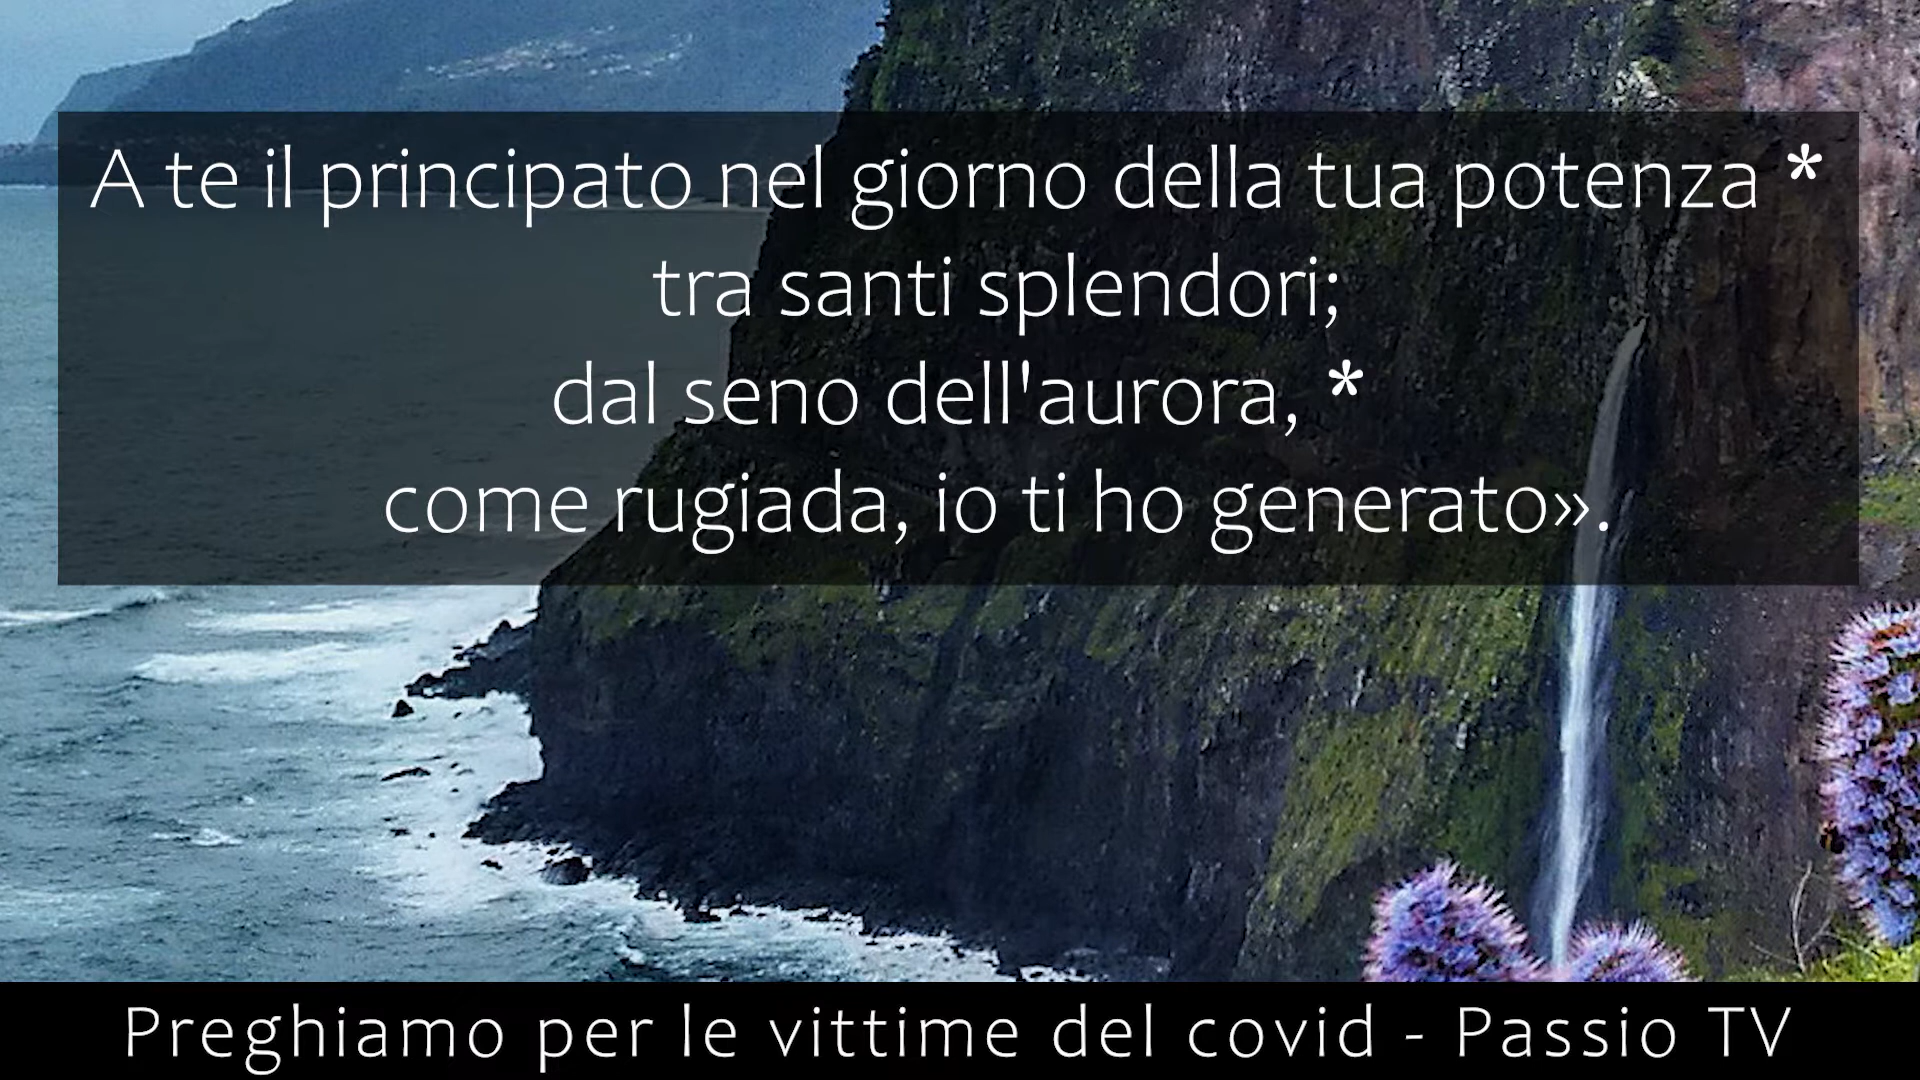 A te il principato nel giorno della tua potenza *
tra santi splendori;
dal seno dell'aurora, *
come rugiada, io ti ho generato».
Preghiamo per le vittime del covid - Passio TV